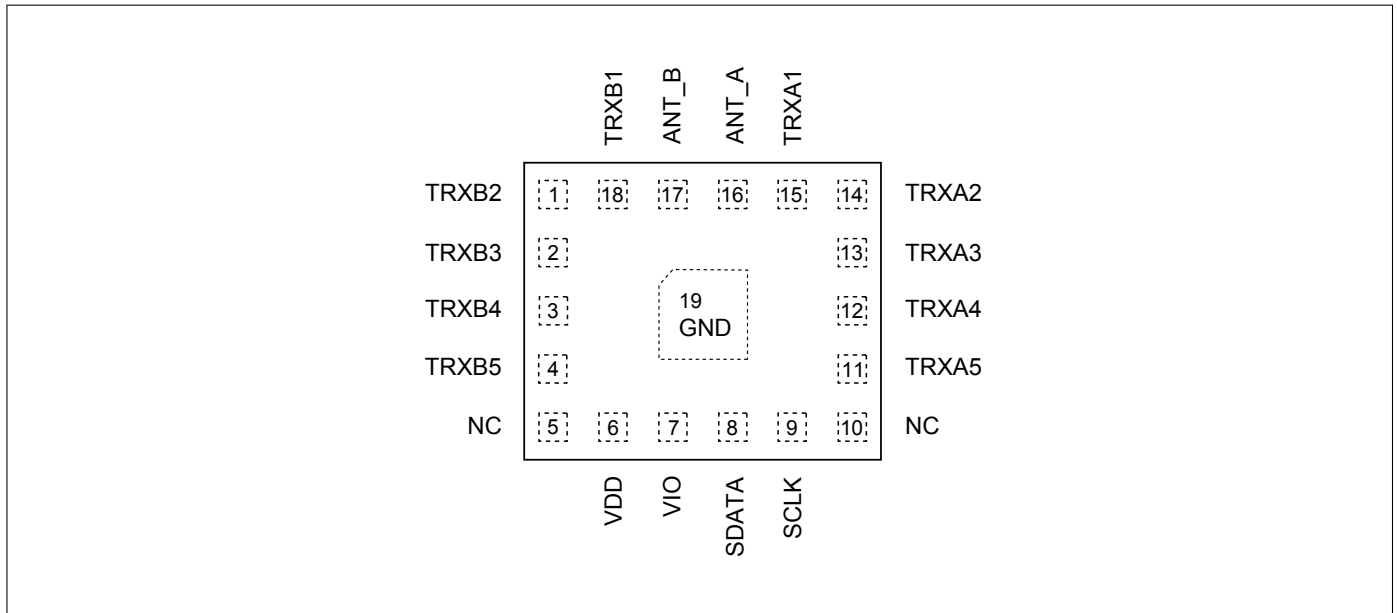 TRXB1
ANT_B
ANT_A
TRXA1
TRXB2 1 18 17 16 15 14 TRXA2
TRXB3 2 13 TRXA3
19
TRXB4 3 12 TRXA4
GND
TRXB5 4 11 TRXA5
NC 5 6 7 8 9 10 NC
VDD
VIO
SDATA
SCLK